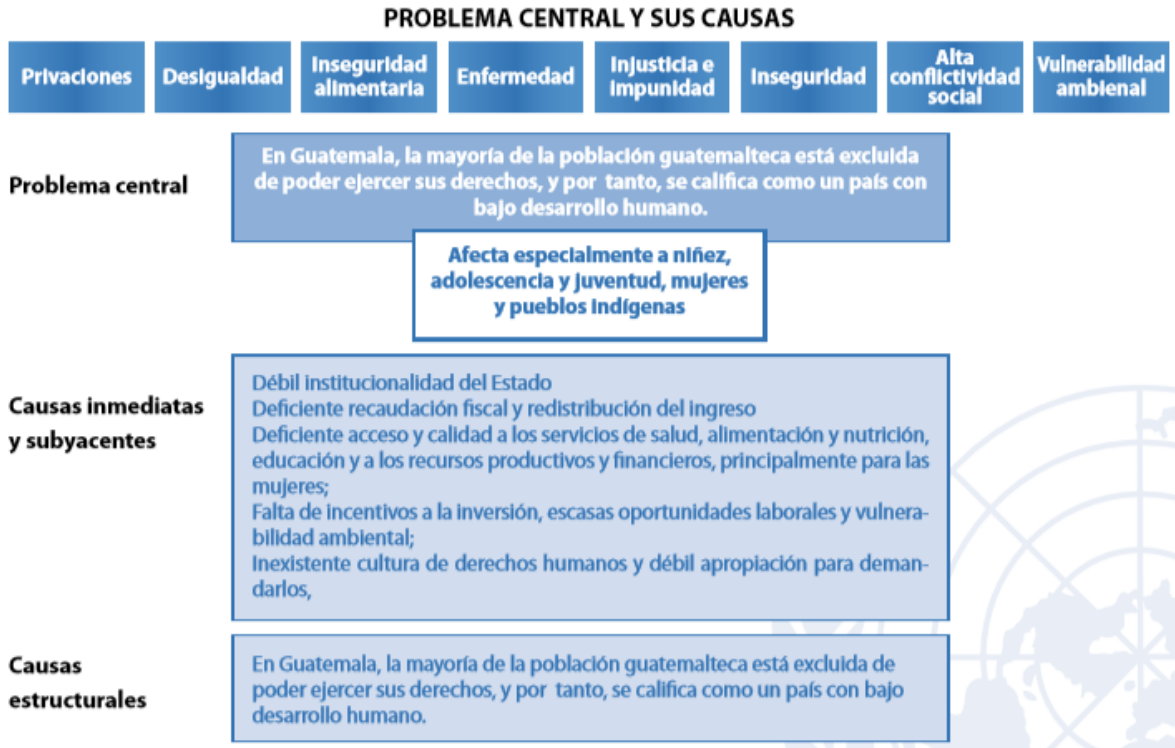 PROBLEMA CENTRAL Y SUS CAUSAS
Privaciones
Desigualdad
Inseguridad
alimentaria
Enfermedad
Injusticia e
impunidad
Inseguridad
Alta
conflictividad
social
Vulnerabilidad
ambienal
Problema central
En Guatemala, la mayoría de la población guatemalteca está excluida
de poder ejercer sus derechos, y por tanto, se califica como un país con
bajo desarrollo humano.
Afecta especialmente a niñez,
adolescencia y juventud, mujeres
y pueblos indígenas
Causas inmediatas
y subyacentes
Débil institucionalidad del Estado
Deficiente recaudación fiscal y redistribución del ingreso
Deficiente acceso y calidad a los servicios de salud, alimentación y nutrición,
educación y a los recursos productivos y financieros, principalmente para las
mujeres;
Falta de incentivos a la inversión, escasas oportunidades laborales y vulnera-
bilidad ambiental;
Inexistente cultura de derechos humanos y débil apropiación para deman-
darlos,
Causas
estructurales
En Guatemala, la mayoría de la población guatemalteca está excluida de
poder ejercer sus derechos, y por tanto, se califica como un país con bajo
desarrollo humano.